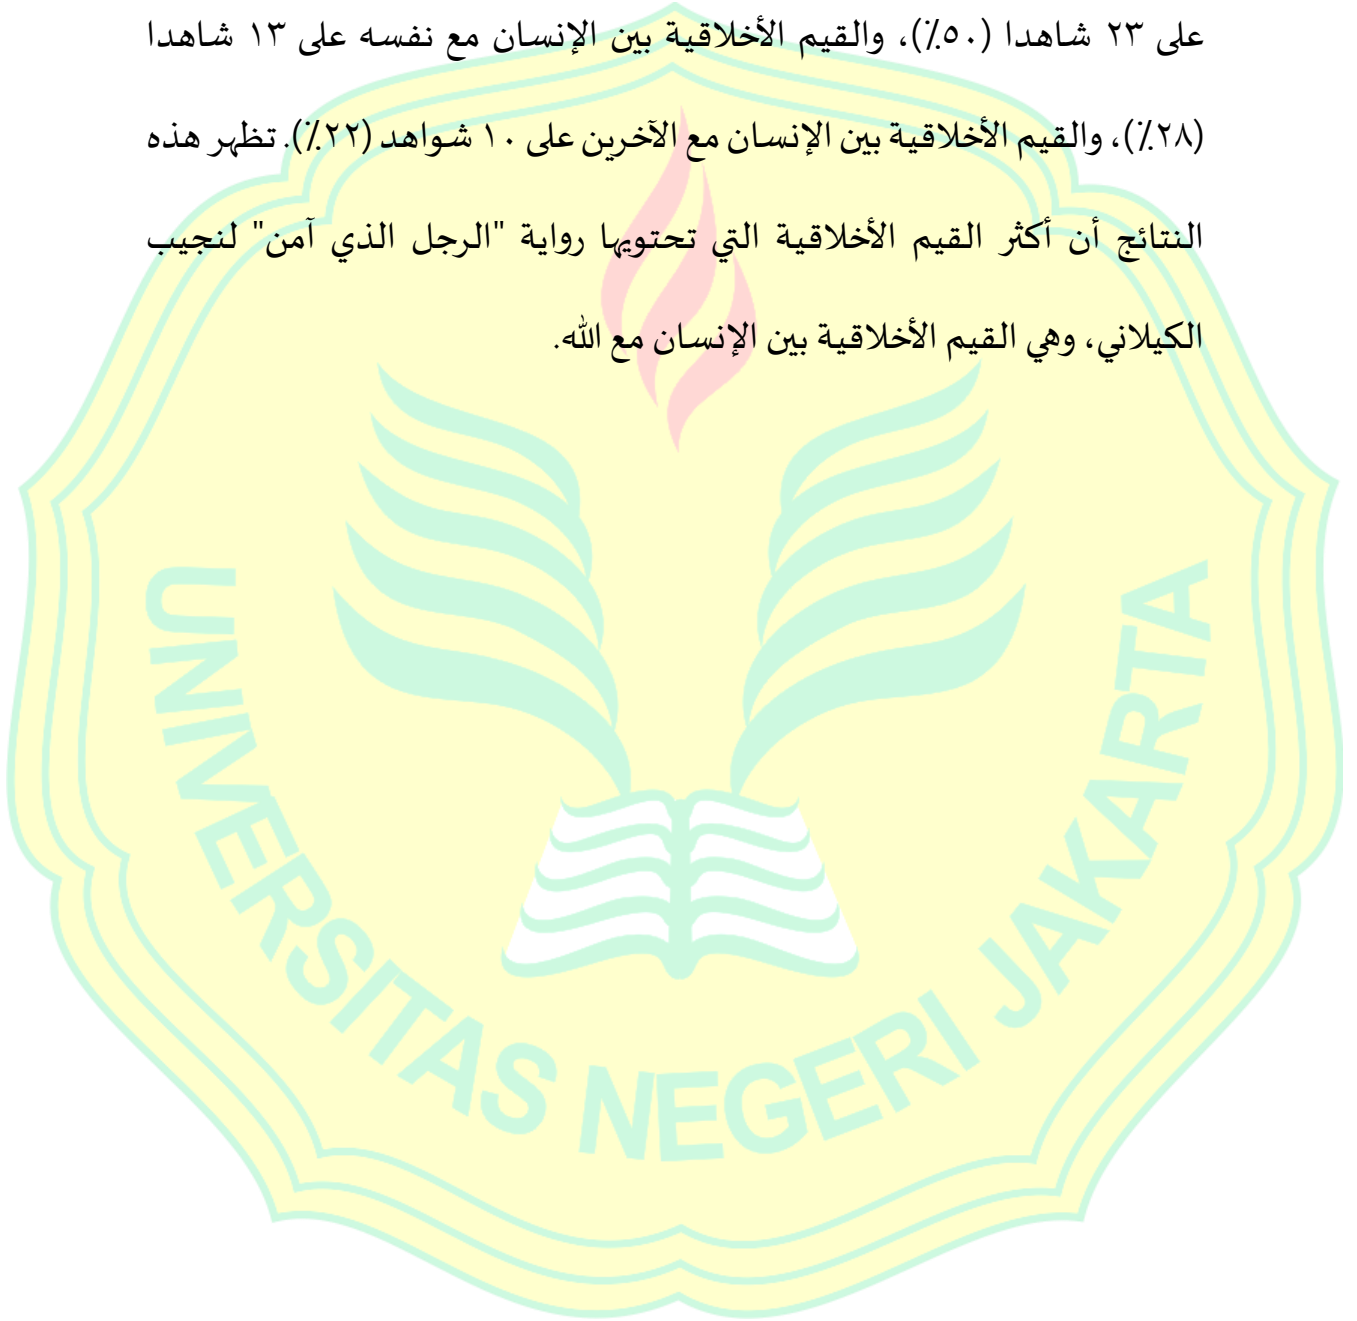 على ٢٣ شاهدا (٥٠٪)، والقيم الأخلاقية بين الإنسان مع نفسه على ١٣ شاهدا
(٢٨٪)، والقيم الأخلاقية بين الإنسان مع الآخرين على ١٠ شواهد (٢٢٪). تظهر هذه
النتائج أن أكثر القيم الأخلاقية التي تحتويها رواية "الرجل الذي آمن" لنجيب
الكيلاني، وهي القيم الأخلاقية بين الإنسان مع الله.
UNIVERSITAS NEGERI JAKARTA